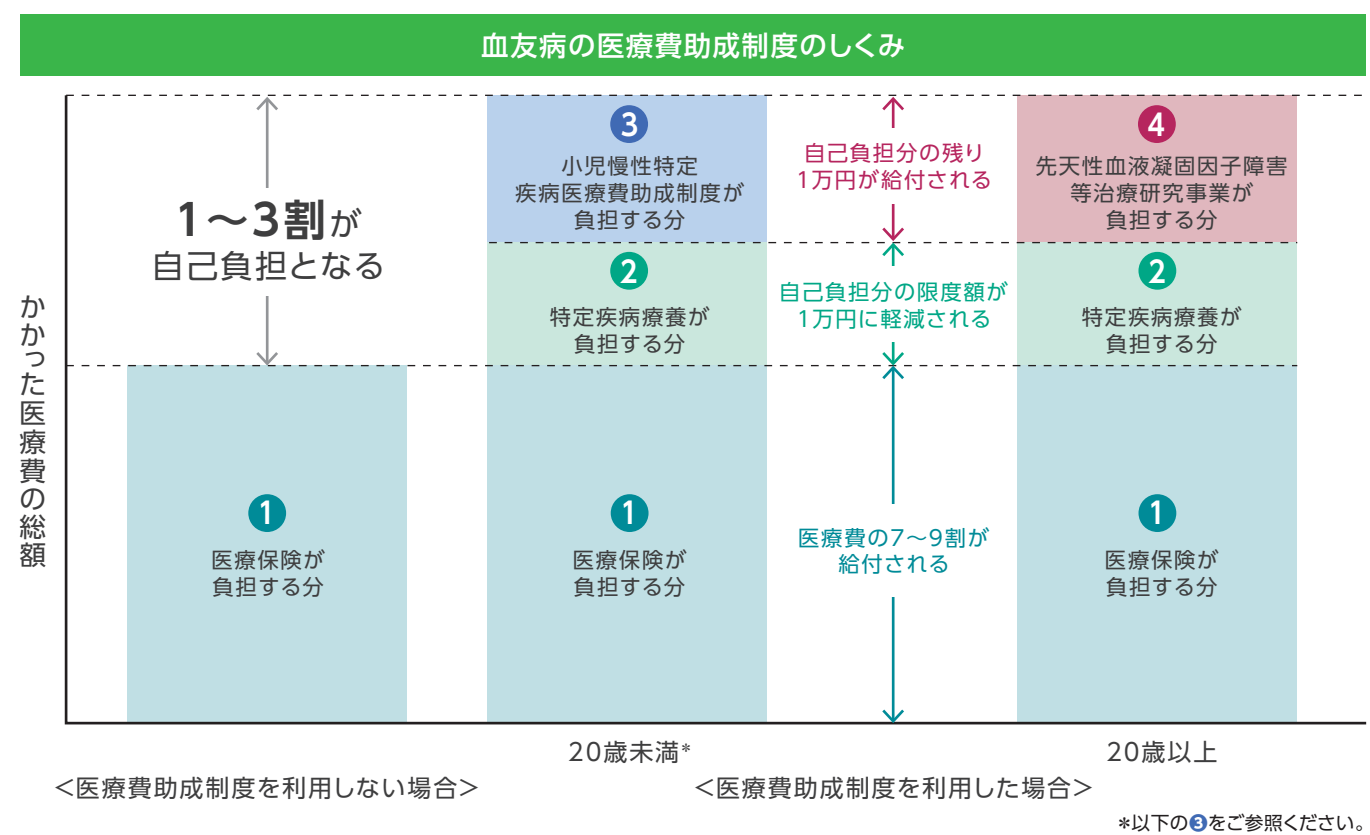 血友病の医療費助成制度のしくみ
かかった医療費の総額
1～3割が
自己負担となる
1
医療保険が
負担する分
3
小児慢性特定
疾病医療費助成制度が
負担する分
2
特定疾病療養が
負担する分
1
医療保険が
負担する分
自己負担分の残り
1万円が給付される
自己負担分の限度額が
1万円に軽減される
医療費の7～9割が
給付される
4
先天性血液凝固因子障害
等治療研究事業が
負担する分
2
特定疾病療養が
負担する分
1
医療保険が
負担する分
20歳未満*
20歳以上
＜医療費助成制度を利用しない場合＞
＜医療費助成制度を利用した場合＞
*以下の❸をご参照ください。